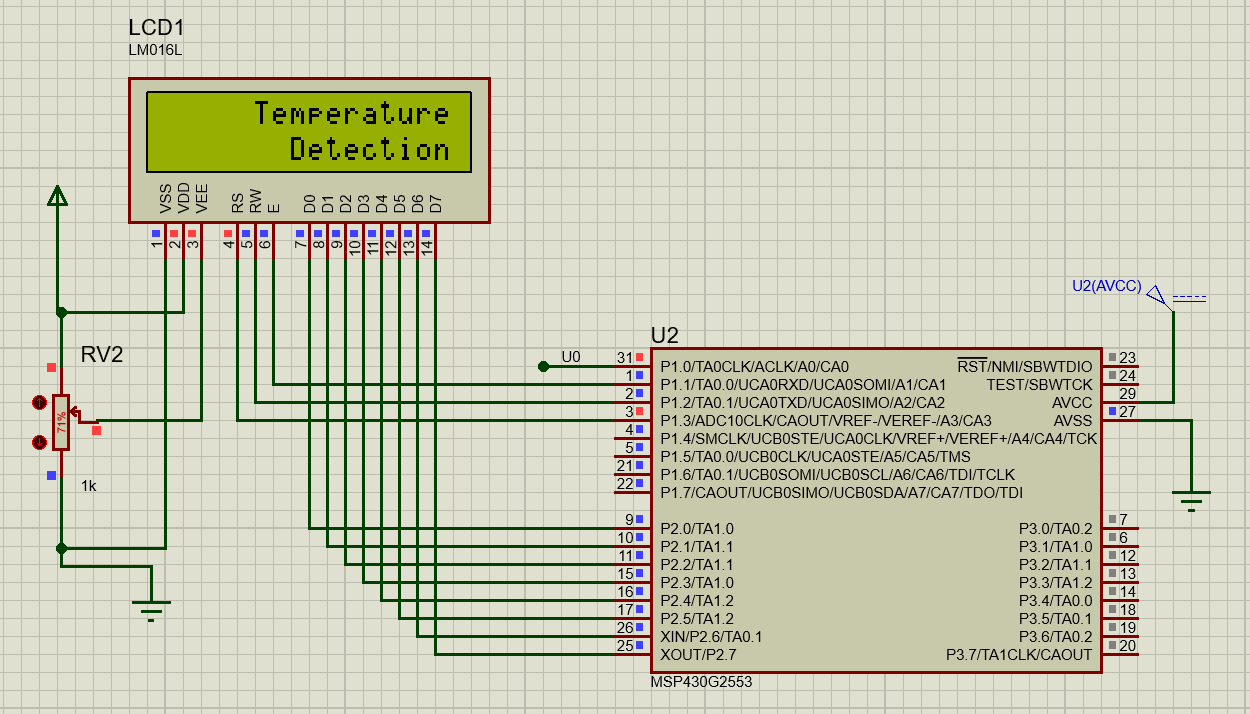 LCD1
LM016L
Temperature
Detection
VSS VDD VEE RS RW E D0 D1 D2 D3 D4 D5 D6 D7
1 2 3 4 5 6 7 8 9 10 11 12 13 14
RV2
71%
1k
U2(AVCC)
U2
U0
31 P1.0/TA0CLK/ACLK/A0/CA0 RST/NMI/SBWTDIO 23
1 P1.1/TA0.0/UCA0RXD/UCA0SOMI/A1/CA1 TEST/SBWTCK 24
2 P1.2/TA0.1/UCA0TXD/UCA0SIMO/A2/CA2 AVCC 29
3 P1.3/ADC10CLK/CAOUT/VREF-/VEREF-/A3/CA3 AVSS 27
4 P1.4/SMCLK/UCB0STE/UCA0CLK/VREF+/VEREF+/A4/CA4/TCK
5 P1.5/TA0.0/UCB0CLK/UCA0STE/A5/CA5/TMS
21 P1.6/TA0.1/UCB0SOMI/UCB0SCL/A6/CA6/TDI/TCLK
22 P1.7/CAOUT/UCB0SIMO/UCB0SDA/A7/CA7/TDO/TDI
9 P2.0/TA1.0 P3.0/TA0.2 7
10 P2.1/TA1.1 P3.1/TA1.0 6
11 P2.2/TA1.1 P3.2/TA1.1 12
15 P2.3/TA1.0 P3.3/TA1.2 13
16 P2.4/TA1.2 P3.4/TA0.0 14
17 P2.5/TA1.2 P3.5/TA0.1 18
26 XIN/P2.6/TA0.1 P3.6/TA0.2 19
25 XOUT/P2.7 P3.7/TA1CLK/CAOUT 20
MSP430G2553